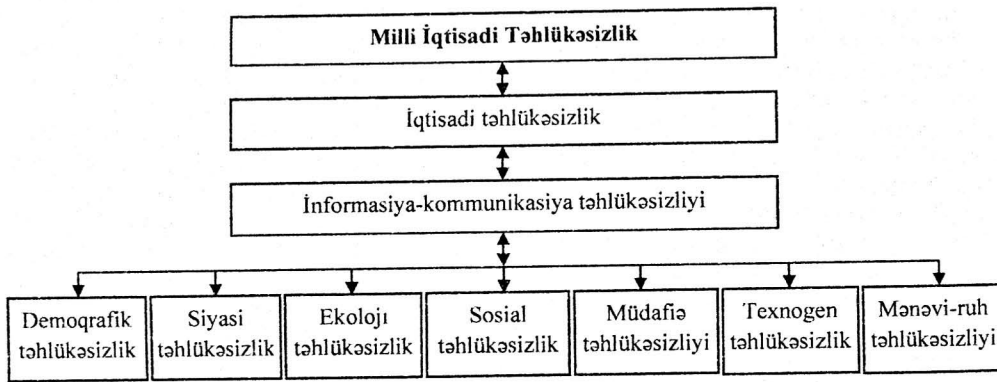 Milli İqtisadi Təhlükəsizlik
İqtisadi təhlükəsizlik
İnformasiya-kommunikasiya təhlükəsizliyi
Demoqrafik
təhlükəsizlik
Siyasi
təhlükəsizlik
Ekolojı
təhlükəsizlik
Sosial
təhlükəsizlik
Müdafiə
təhlükəsizliyi
Texnogen
təhlükəsizlik
Mənəvi-ruh
təhlükəsizliyi